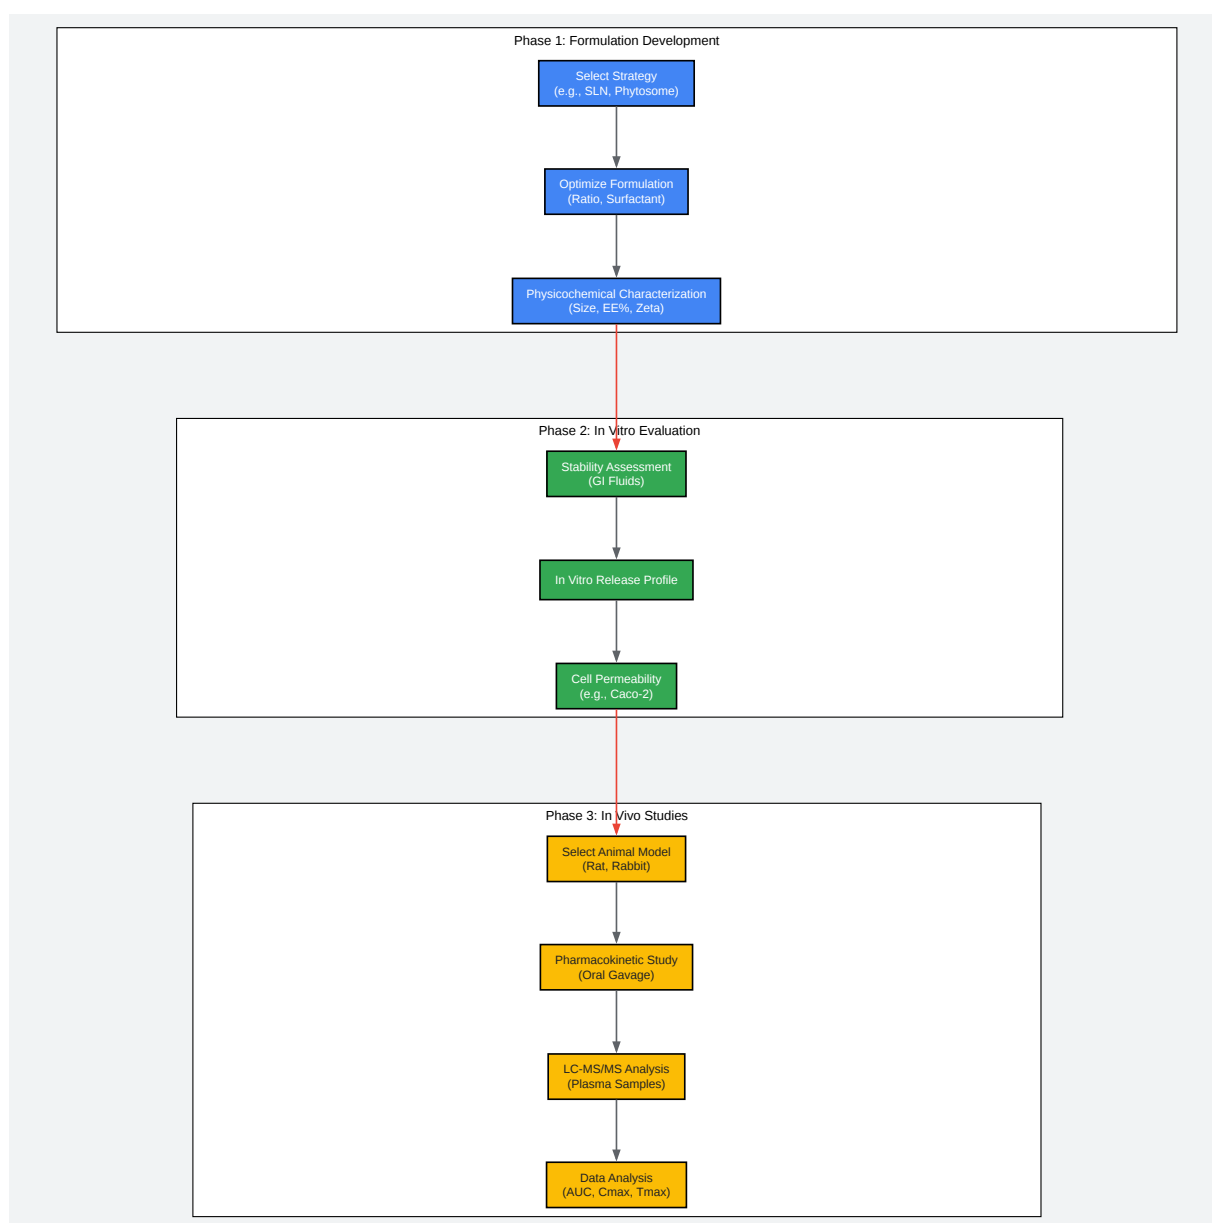 Phase 1: Formulation Development
Select Strategy
(e.g., SLN, Phytosome)
Optimize Formulation
(Ratio, Surfactant)
Physicochemical Characterization
(Size, EE%, Zeta)
Phase 2: In Vitro Evaluation
Stability Assessment
(GI Fluids)
In Vitro Release Profile
Cell Permeability
(e.g., Caco-2)
Phase 3: In Vivo Studies
Select Animal Model
(Rat, Rabbit)
Pharmacokinetic Study
(Oral Gavage)
LC-MS/MS Analysis
(Plasma Samples)
Data Analysis
(AUC, Cmax, Tmax)